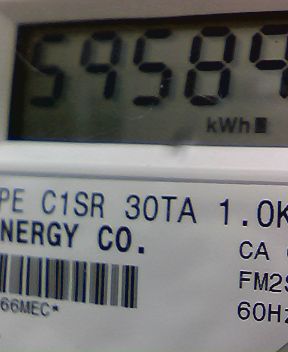 59589
kWh
PE C1SR 30TA 1.0K
NERGY CO.
CA
FM2S
60Hz
66MEC*